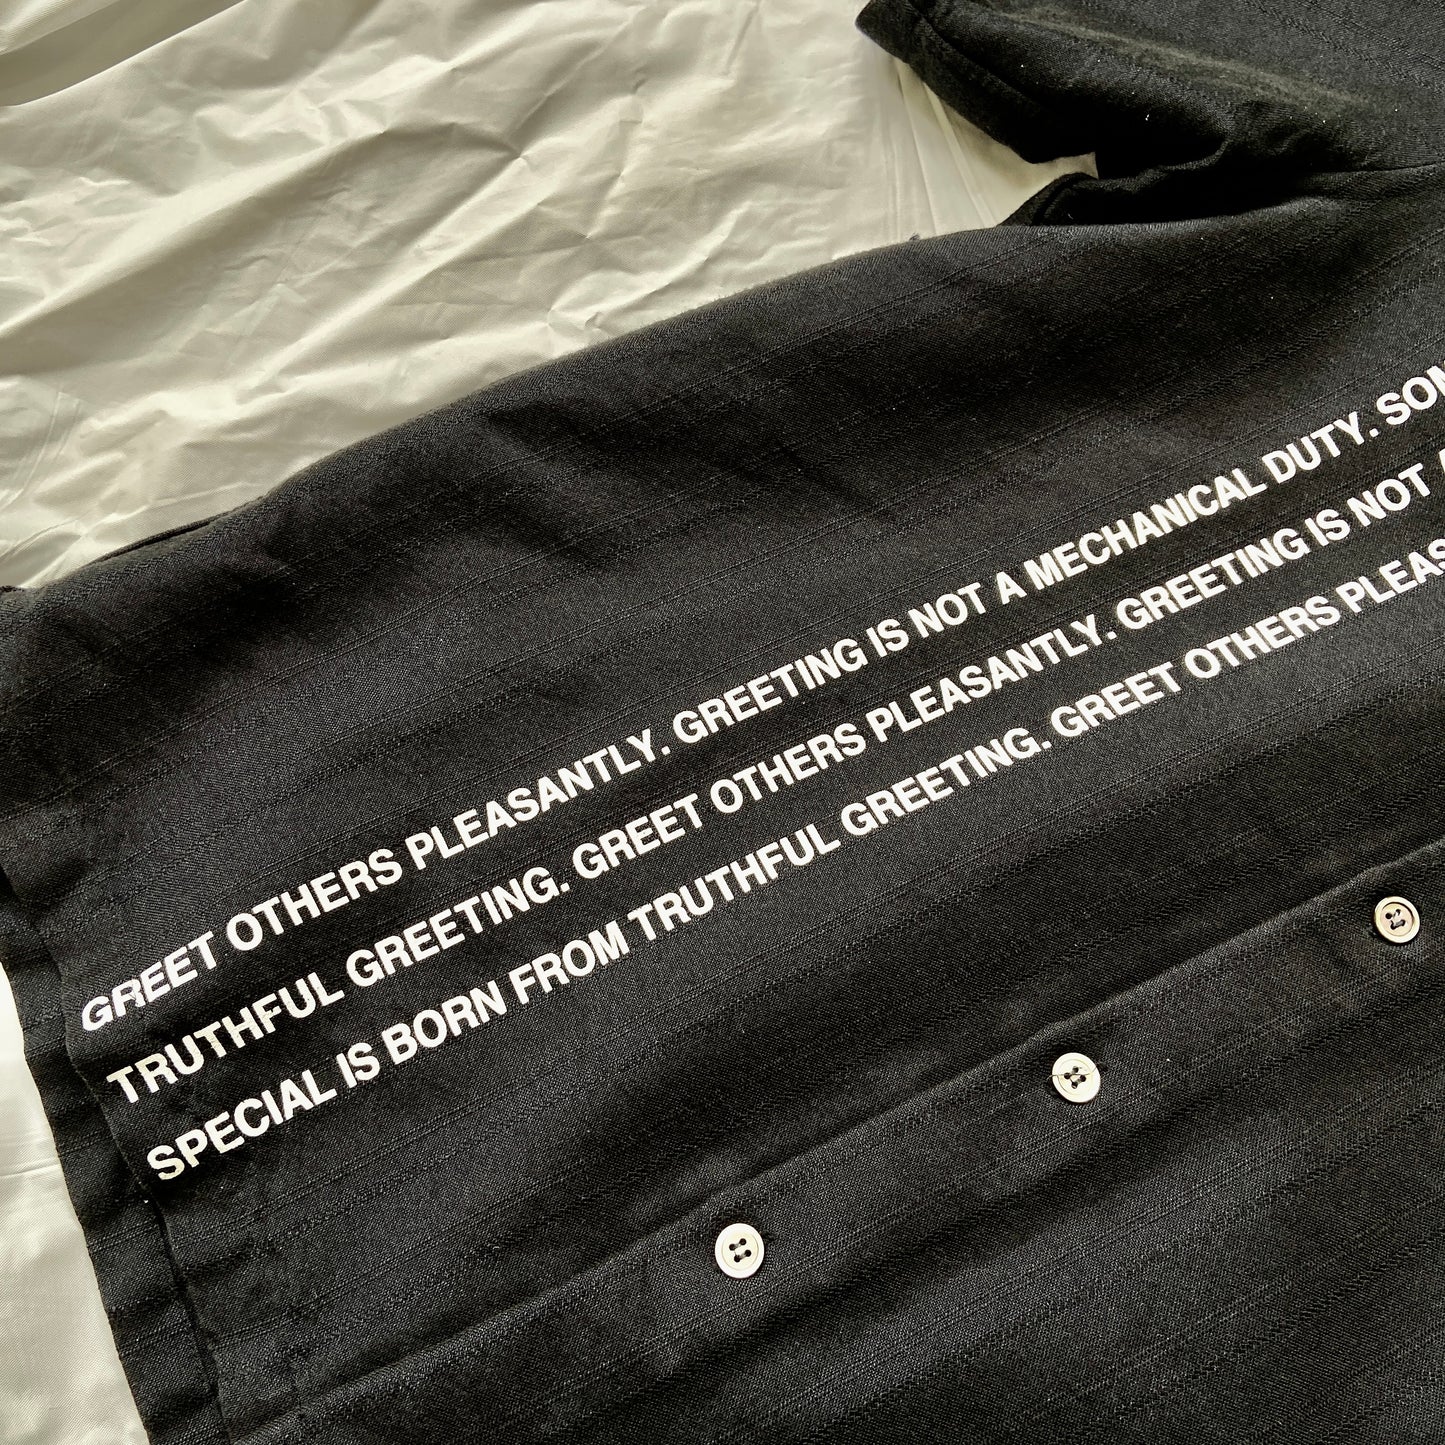 GREET OTHERS PLEASANTLY. GREETING IS NOT A MECHANICAL DUTY.
TRUTHFUL GREETING. GREET OTHERS PLEASANTLY. GREETING IS NOT
SPECIAL IS BORN FROM TRUTHFUL GREETING. GREET OTHERS